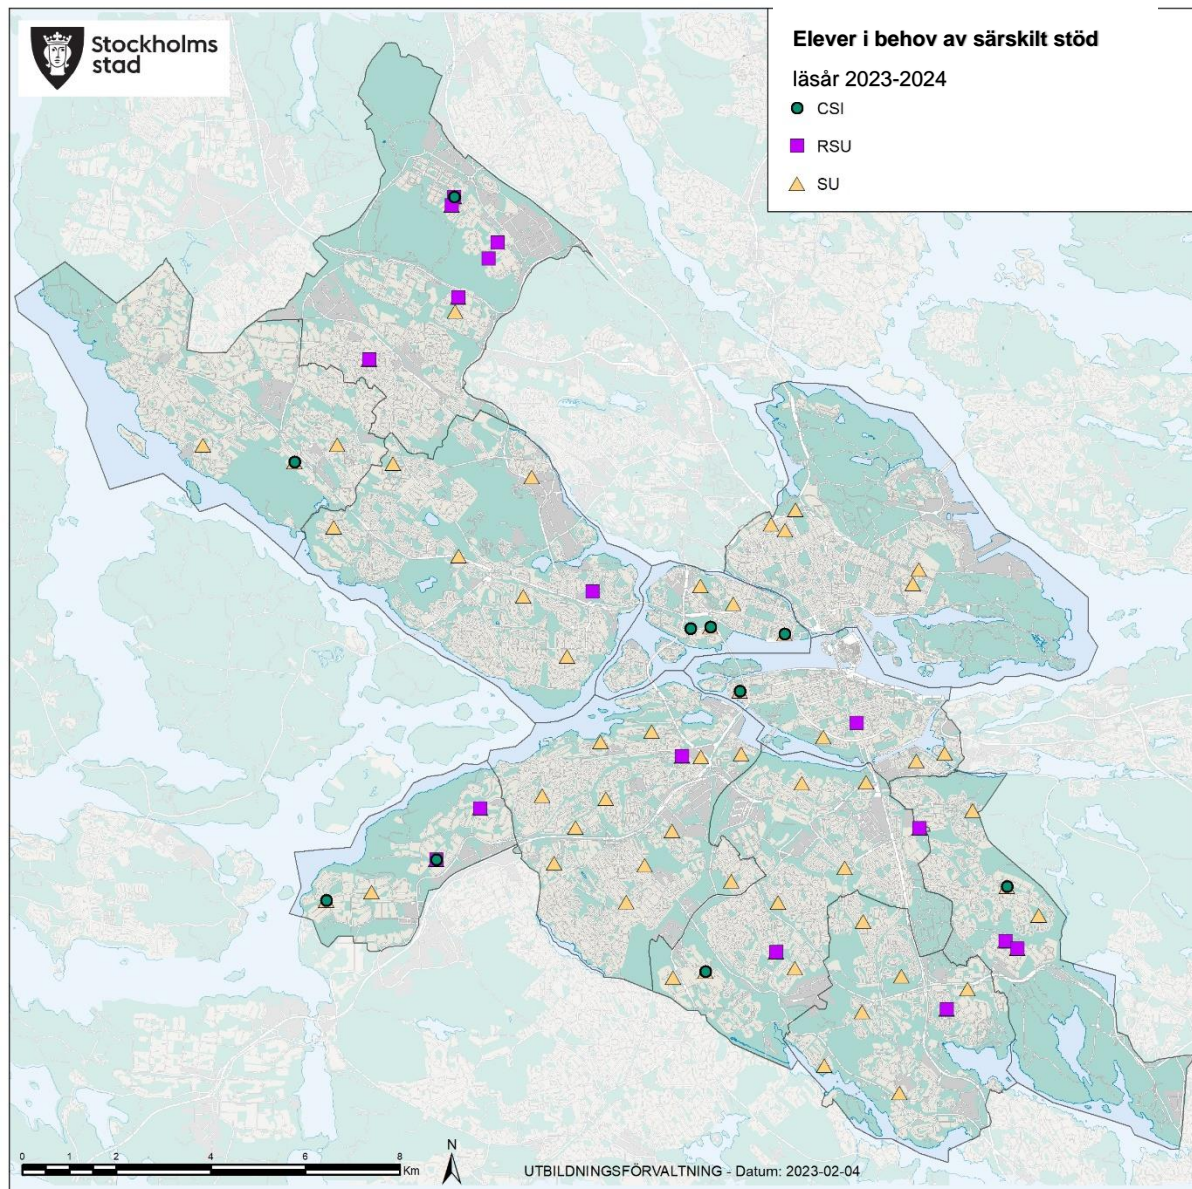 Stockholms
stad
Elever i behov av särskilt stöd
läsår 2023-2024
CSI
RSU
SU
0 1 2 4 6 8
Km
N
UTBILDNINGSFÖRVALTNING - Datum: 2023-02-04